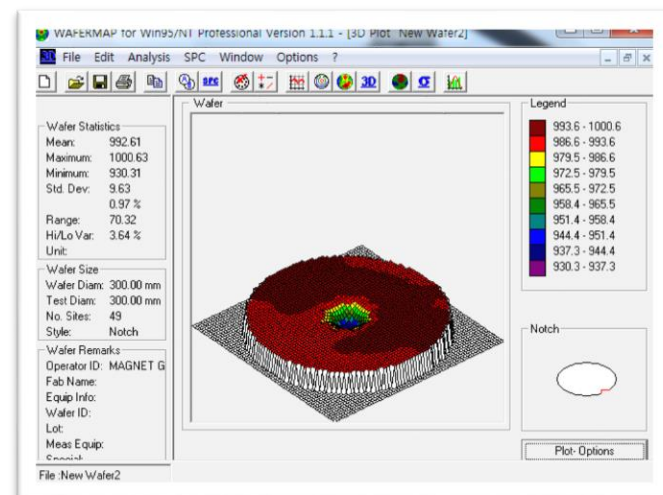 WAFERMAP for Win95/NT Professional Version 1.1.1 - [3D Plot New Wafer2]
3D File Edit Analysis SPC Window Options ?
SPC 3D σ
Wafer Statistics
Mean: 992.61
Maximum: 1000.63
Minimum: 930.31
Std. Dev: 9.63
0.97 %
Range: 70.32
Hi/Lo Var: 3.64 %
Unit:
Wafer Size
Wafer Diam: 300.00 mm
Test Diam: 300.00 mm
No. Sites: 49
Style: Notch
Wafer Remarks
Operator ID: MAGNET G
Fab Name:
Equip Info:
Wafer ID:
Lot:
Meas Equip:
Special:
Wafer
Legend
993.6 - 1000.6
986.6 - 993.6
979.5 - 986.6
972.5 - 979.5
965.5 - 972.5
958.4 - 965.5
951.4 - 958.4
944.4 - 951.4
937.3 - 944.4
930.3 - 937.3
Notch
Plot- Options
File :New Wafer2